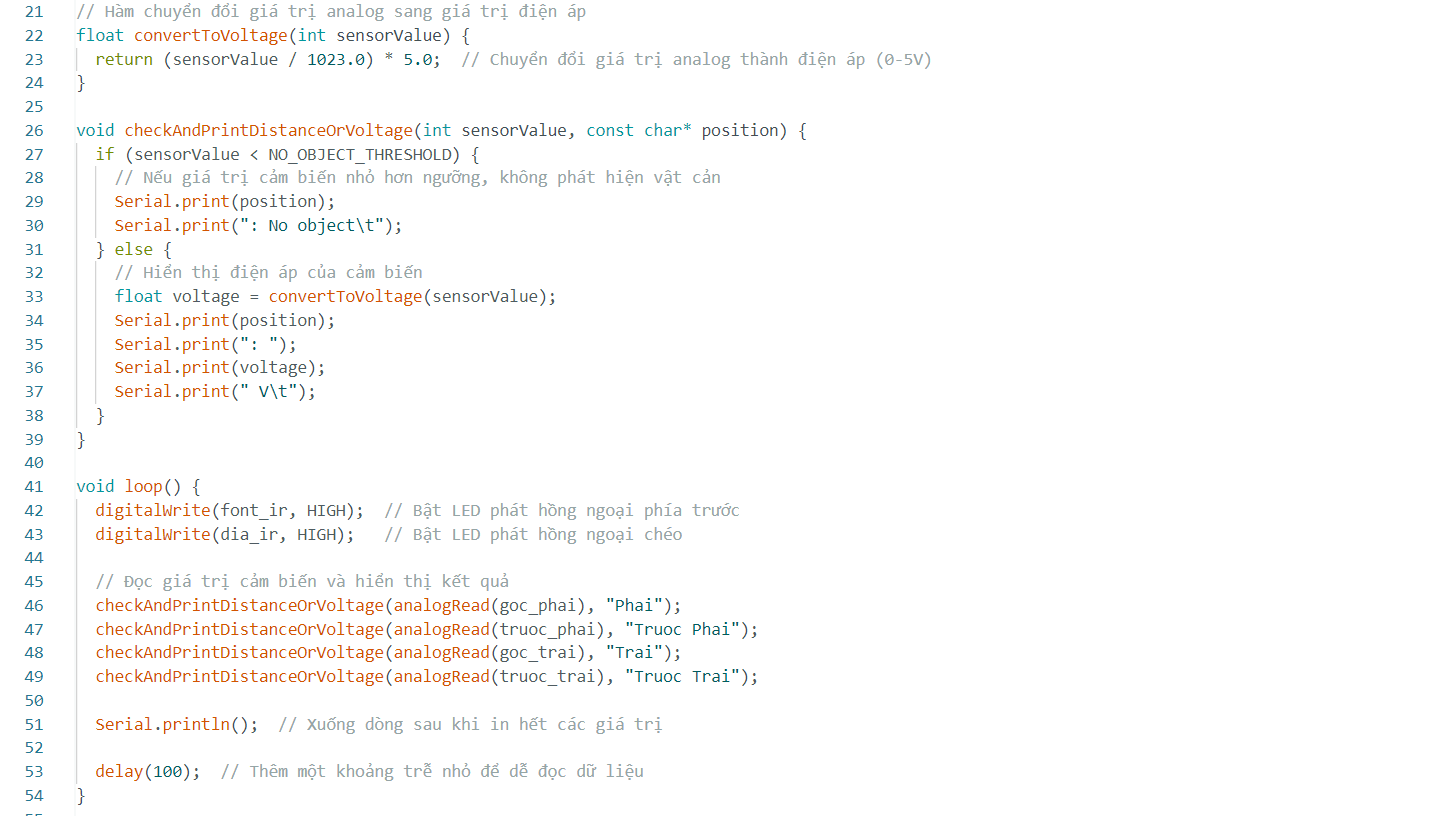 21 // Hàm chuyển đổi giá trị analog sang giá trị điện áp
22 float convertToVoltage(int sensorValue) {
23   return (sensorValue / 1023.0) * 5.0;  // Chuyển đổi giá trị analog thành điện áp (0-5V)
24 }
25
26 void checkAndPrintDistanceOrVoltage(int sensorValue, const char* position) {
27   if (sensorValue < NO_OBJECT_THRESHOLD) {
28     // Nếu giá trị cảm biến nhỏ hơn ngưỡng, không phát hiện vật cản
29     Serial.print(position);
30     Serial.print(": No object\t");
31   } else {
32     // Hiển thị điện áp của cảm biến
33     float voltage = convertToVoltage(sensorValue);
34     Serial.print(position);
35     Serial.print(": ");
36     Serial.print(voltage);
37     Serial.print(" V\t");
38   }
39 }
40
41 void loop() {
42   digitalWrite(font_ir, HIGH);  // Bật LED phát hồng ngoại phía trước
43   digitalWrite(dia_ir, HIGH);   // Bật LED phát hồng ngoại chéo
44
45   // Đọc giá trị cảm biến và hiển thị kết quả
46   checkAndPrintDistanceOrVoltage(analogRead(goc_phai), "Phai");
47   checkAndPrintDistanceOrVoltage(analogRead(truoc_phai), "Truoc Phai");
48   checkAndPrintDistanceOrVoltage(analogRead(goc_trai), "Trai");
49   checkAndPrintDistanceOrVoltage(analogRead(truoc_trai), "Truoc Trai");
50
51   Serial.println();  // Xuống dòng sau khi in hết các giá trị
52
53   delay(100);  // Thêm một khoảng trễ nhỏ để dễ đọc dữ liệu
54 }